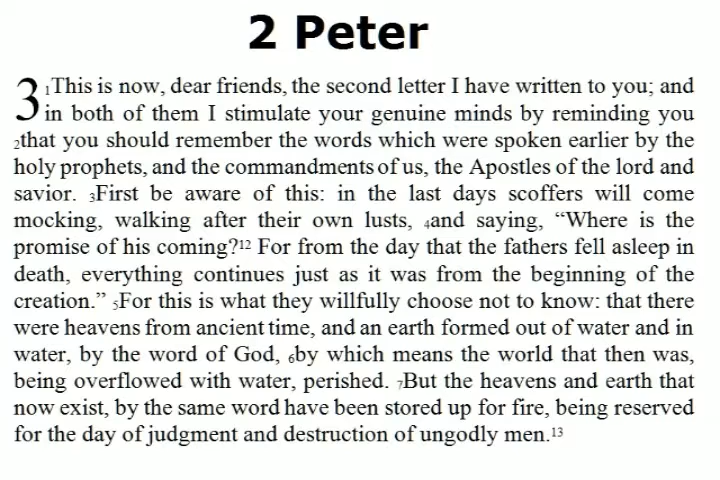 2 Peter
3 1This is now, dear friends, the second letter I have written to you; and
in both of them I stimulate your genuine minds by reminding you
2that you should remember the words which were spoken earlier by the
holy prophets, and the commandments of us, the Apostles of the lord and
savior. 3First be aware of this: in the last days scoffers will come
mocking, walking after their own lusts, 4and saying, “Where is the
promise of his coming?12 For from the day that the fathers fell asleep in
death, everything continues just as it was from the beginning of the
creation.” 5For this is what they willfully choose not to know: that there
were heavens from ancient time, and an earth formed out of water and in
water, by the word of God, 6by which means the world that then was,
being overflowed with water, perished. 7But the heavens and earth that
now exist, by the same word have been stored up for fire, being reserved
for the day of judgment and destruction of ungodly men.13